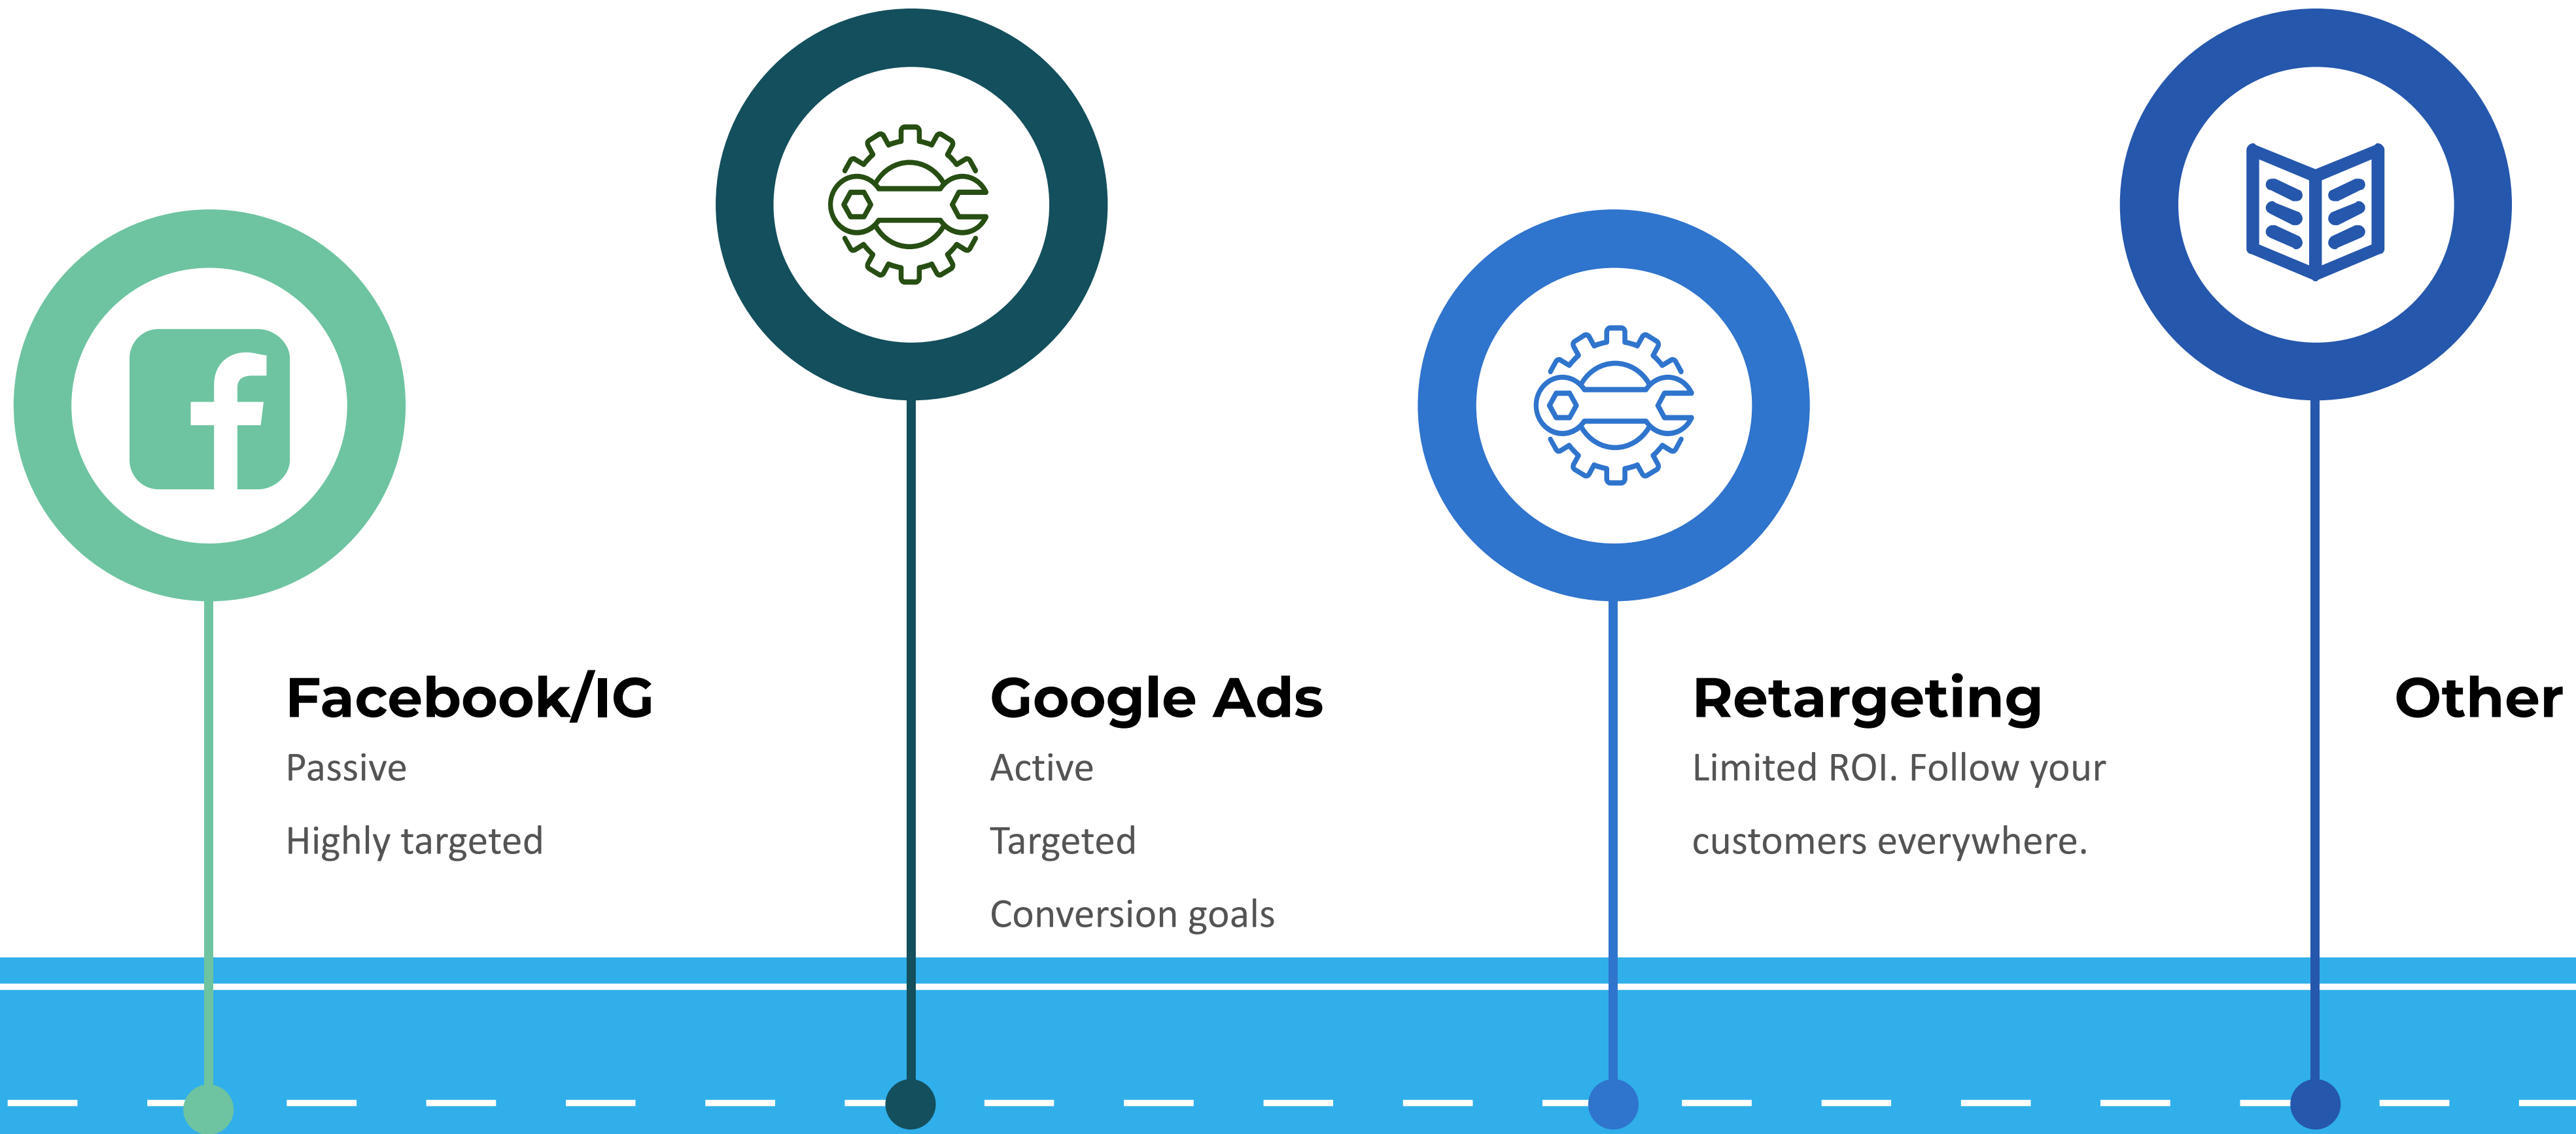 Facebook/IG
Passive
Highly targeted
Google Ads
Active
Targeted
Conversion goals
Retargeting
Limited ROI. Follow your
customers everywhere.
Other